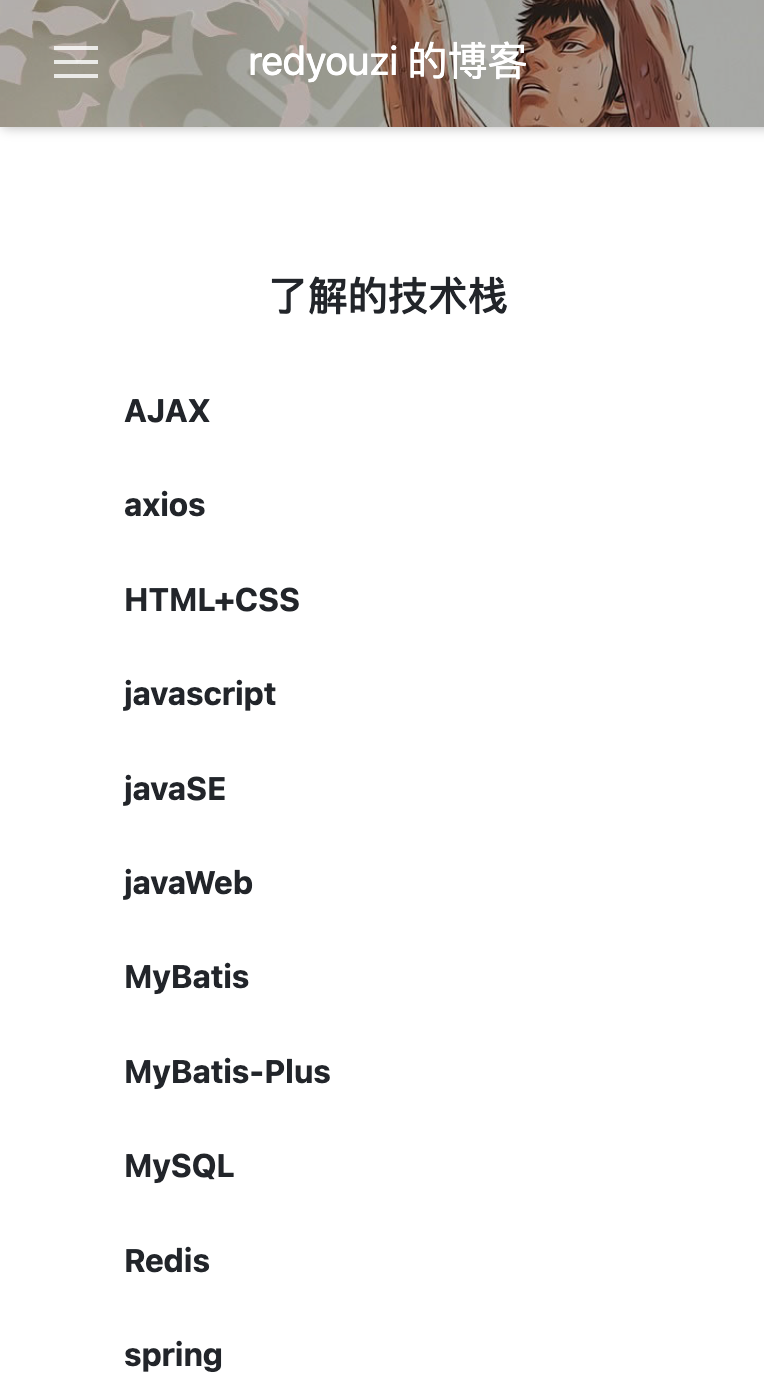 redyouzi 的博客
了解的技术栈
AJAX
axios
HTML+CSS
javascript
javaSE
javaWeb
MyBatis
MyBatis-Plus
MySQL
Redis
spring